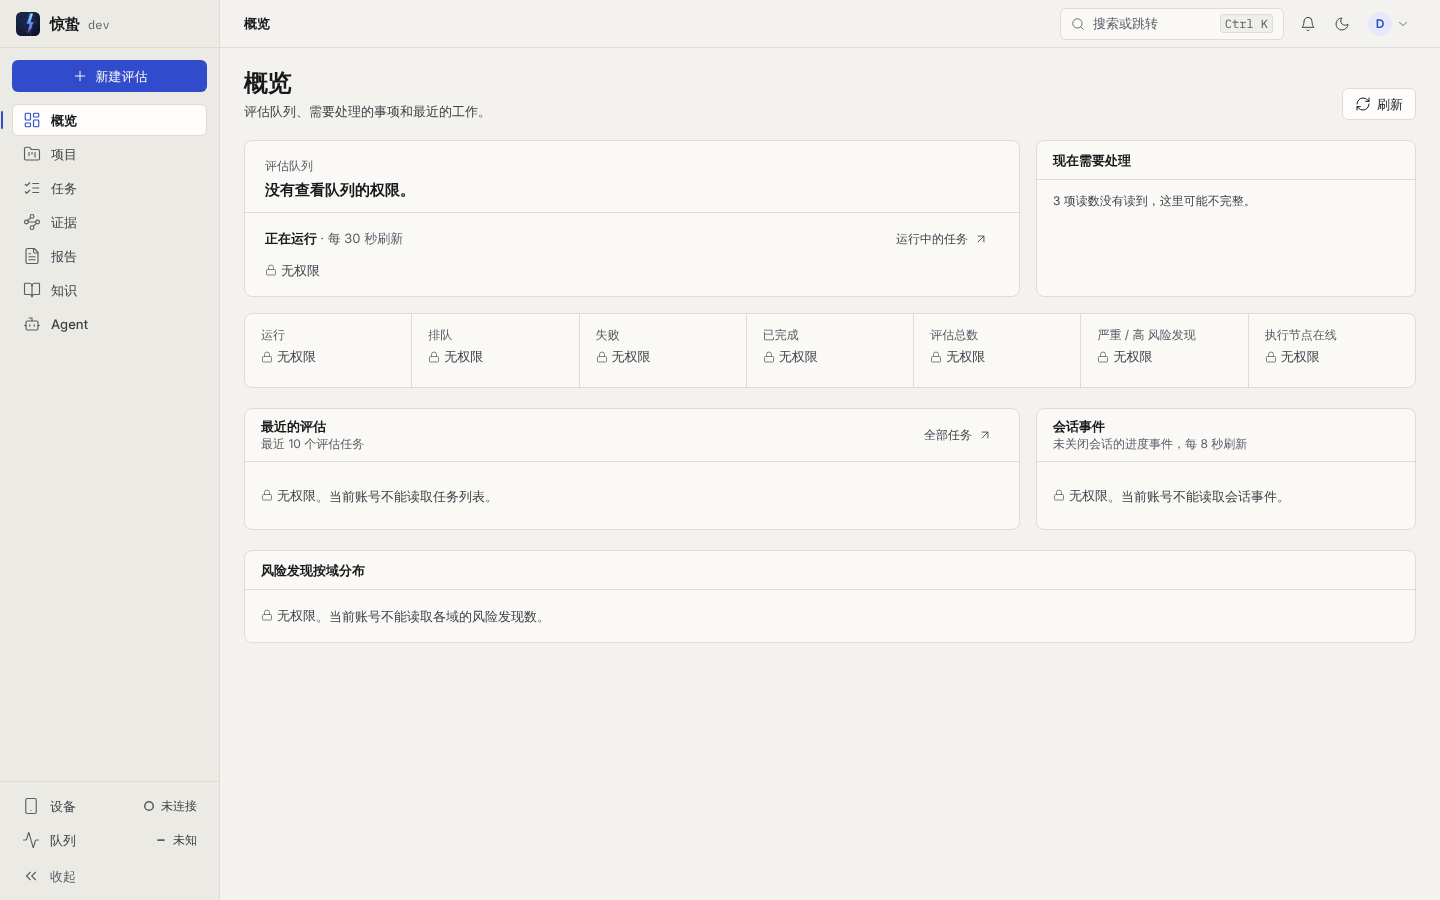 惊蛰 dev
概览
搜索或跳转 Ctrl K
D
新建评估
概览
项目
任务
证据
报告
知识
Agent
设备 未连接
队列 未知
收起
概览
评估队列、需要处理的事项和最近的工作。
刷新
评估队列
没有查看队列的权限。
正在运行 · 每 30 秒刷新
运行中的任务
无权限
现在需要处理
3 项读数没有读到，这里可能不完整。
运行
无权限
排队
无权限
失败
无权限
已完成
无权限
评估总数
无权限
严重 / 高 风险发现
无权限
执行节点在线
无权限
最近的评估
最近 10 个评估任务
全部任务
无权限。当前账号不能读取任务列表。
会话事件
未关闭会话的进度事件，每 8 秒刷新
无权限。当前账号不能读取会话事件。
风险发现按域分布
无权限。当前账号不能读取各域的风险发现数。